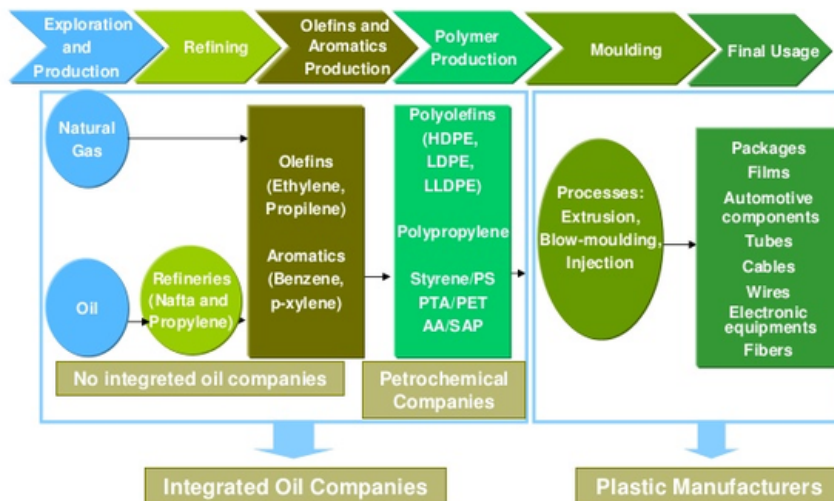 Exploration
and
Production
Refining
Olefins and
Aromatics
Production
Polymer
Production
Moulding
Final Usage
Natural
Gas
Oil
Refineries
(Nafta and
Propylene)
Olefins
(Ethylene,
Propilene)
Aromatics
(Benzene,
p-xylene)
Polyolefins
(HDPE,
LDPE,
LLDPE)
Polypropylene
Styrene/PS
PTA/PET
AA/SAP
Processes:
Extrusion,
Blow-moulding,
Injection
Packages
Films
Automotive
components
Tubes
Cables
Wires
Electronic
equipments
Fibers
No integreted oil companies
Petrochemical
Companies
Integrated Oil Companies
Plastic Manufacturers